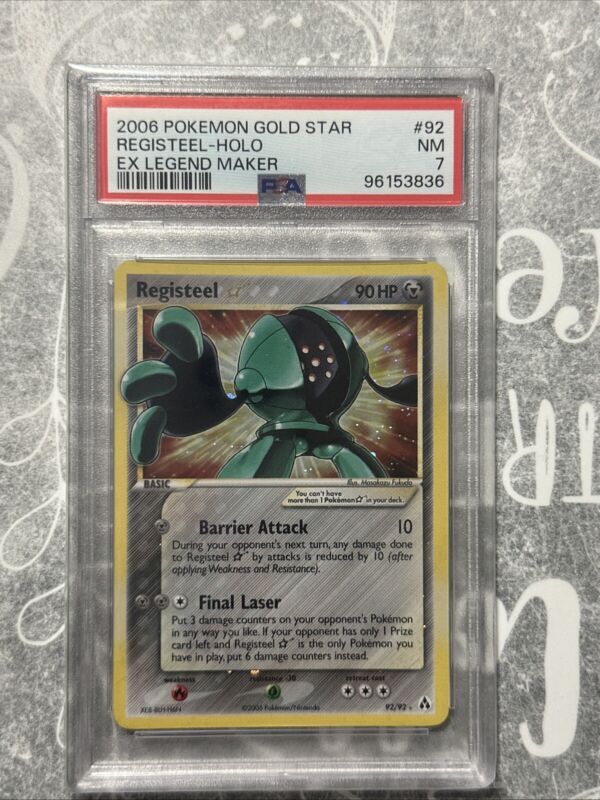 2006 POKEMON GOLD STAR #92
REGISTEEL-HOLO NM
EX LEGEND MAKER 7
PSA 96153836
Registeel ☆ 90 HP
BASIC Illus. Masakazu Fukuda
You can't have
more than 1 Pokémon☆ in your deck.
Barrier Attack 10
During your opponent's next turn, any damage done
to Registeel ☆ by attacks is reduced by 10 (after
applying Weakness and Resistance).
Final Laser
Put 3 damage counters on your opponent's Pokémon
in any way you like. If your opponent has only 1 Prize
card left and Registeel ☆ is the only Pokémon you
have in play, put 6 damage counters instead.
weakness resistance -30 retreat cost
©2006 Pokémon/Nintendo 92/92